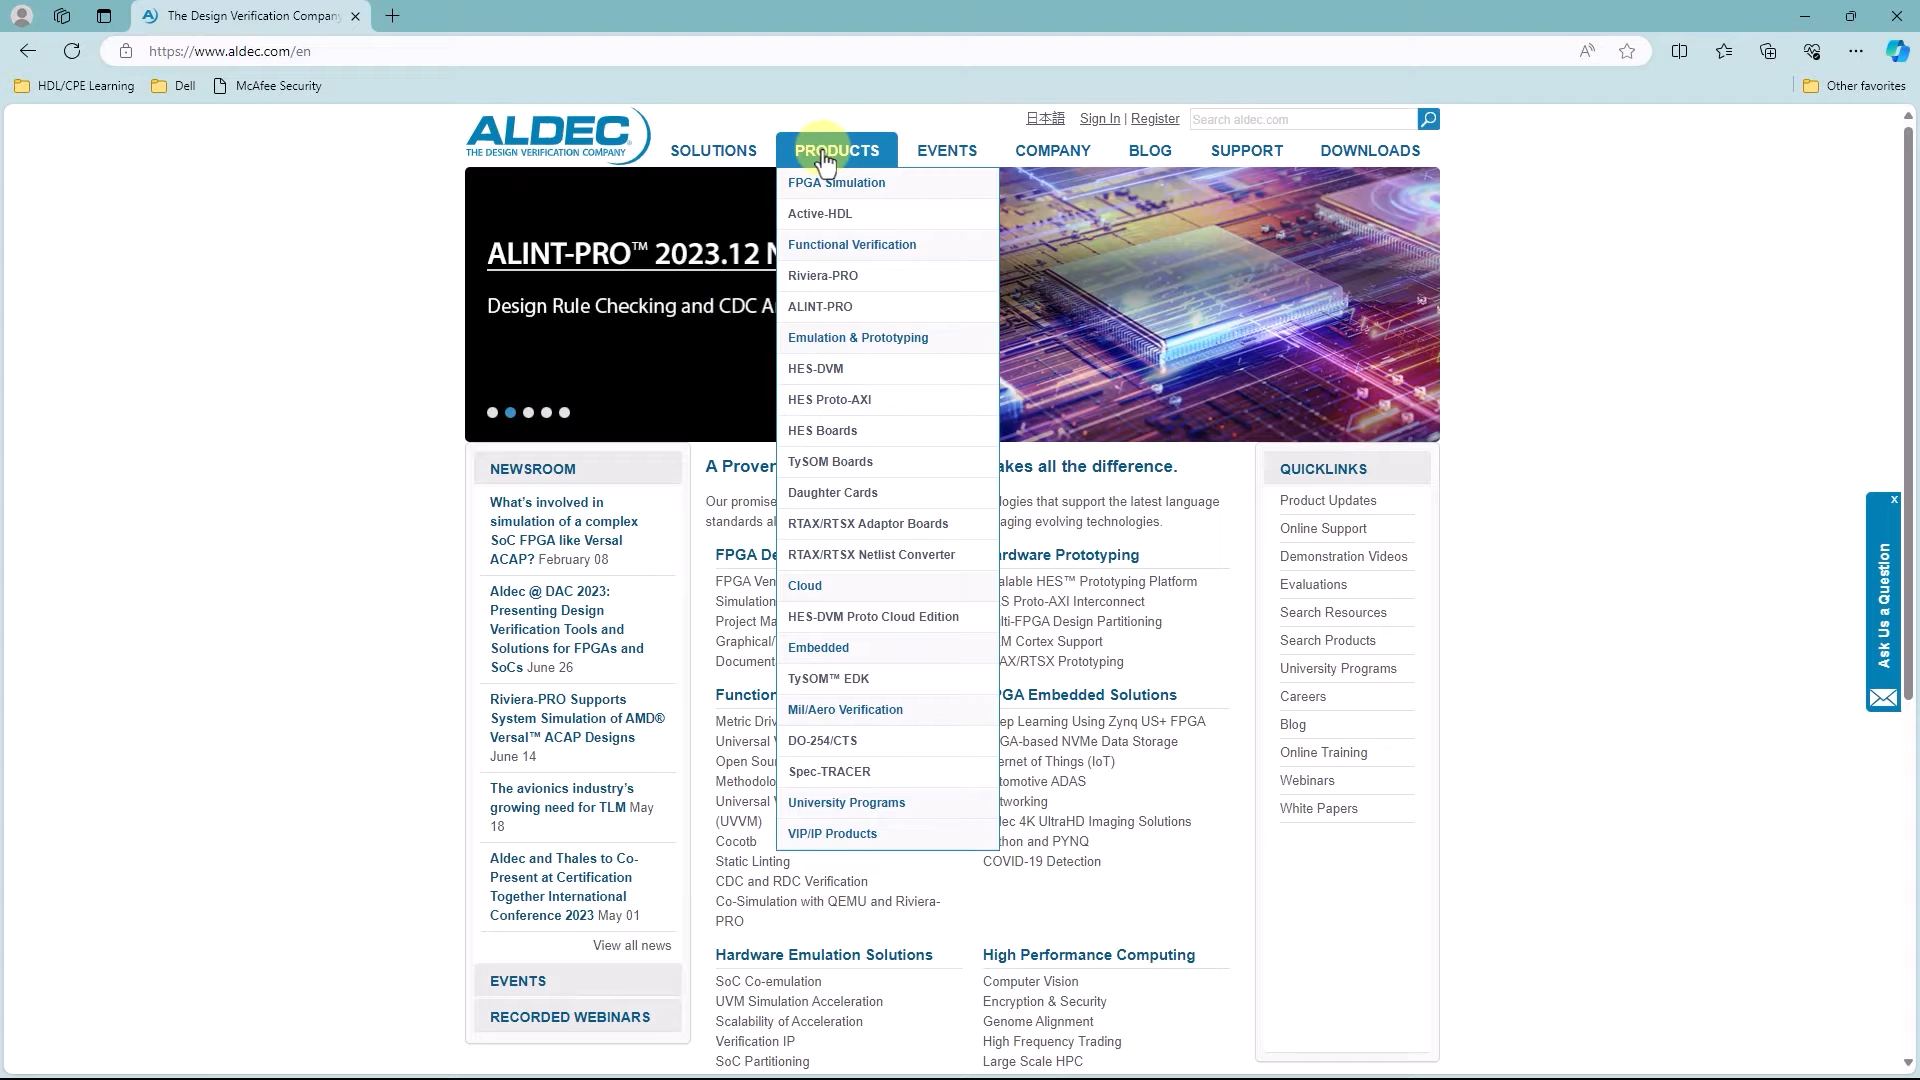 The Design Verification Company
https://www.aldec.com/en
HDL/CPE Learning
Dell
McAfee Security
Other favorites
ALDEC
THE DESIGN VERIFICATION COMPANY
日本語
Sign In | Register
Search aldec.com
SOLUTIONS
PRODUCTS
EVENTS
COMPANY
BLOG
SUPPORT
DOWNLOADS
FPGA Simulation
Active-HDL
Functional Verification
Riviera-PRO
ALINT-PRO
Emulation & Prototyping
HES-DVM
HES Proto-AXI
HES Boards
TySOM Boards
Daughter Cards
RTAX/RTSX Adaptor Boards
RTAX/RTSX Netlist Converter
Cloud
HES-DVM Proto Cloud Edition
Embedded
TySOM™ EDK
Mil/Aero Verification
DO-254/CTS
Spec-TRACER
University Programs
VIP/IP Products
ALINT-PRO™ 2023.12
Design Rule Checking and CDC
NEWSROOM
What's involved in
simulation of a complex
SoC FPGA like Versal
ACAP? February 08
Aldec @ DAC 2023:
Presenting Design
Verification Tools and
Solutions for FPGAs and
SoCs June 26
Riviera-PRO Supports
System Simulation of AMD®
Versal™ ACAP Designs
June 14
The avionics industry's
growing need for TLM May
18
Aldec and Thales to Co-
Present at Certification
Together International
Conference 2023 May 01
View all news
EVENTS
RECORDED WEBINARS
A Proven
akes all the difference.
Our promise
logies that support the latest language
standards
aging evolving technologies.
FPGA
FPGA
Simulation
Project
Graphical/
Document
Function
Metric
Universal
Open
Methodolo
Universal
(UVVM)
Cocotb
Static Linting
CDC and RDC Verification
Co-Simulation with QEMU and Riviera-
PRO
Hardware Prototyping
alable HES™ Prototyping Platform
S Proto-AXI Interconnect
lti-FPGA Design Partitioning
M Cortex Support
AX/RTSX Prototyping
GA Embedded Solutions
ep Learning Using Zynq US+ FPGA
GA-based NVMe Data Storage
ernet of Things (IoT)
tomotive ADAS
tworking
ec 4K UltraHD Imaging Solutions
thon and PYNQ
COVID-19 Detection
Hardware Emulation Solutions
SoC Co-emulation
UVM Simulation Acceleration
Scalability of Acceleration
Verification IP
SoC Partitioning
High Performance Computing
Computer Vision
Encryption & Security
Genome Alignment
High Frequency Trading
Large Scale HPC
QUICKLINKS
Product Updates
Online Support
Demonstration Videos
Evaluations
Search Resources
Search Products
University Programs
Careers
Blog
Online Training
Webinars
White Papers
x
Ask Us a Question